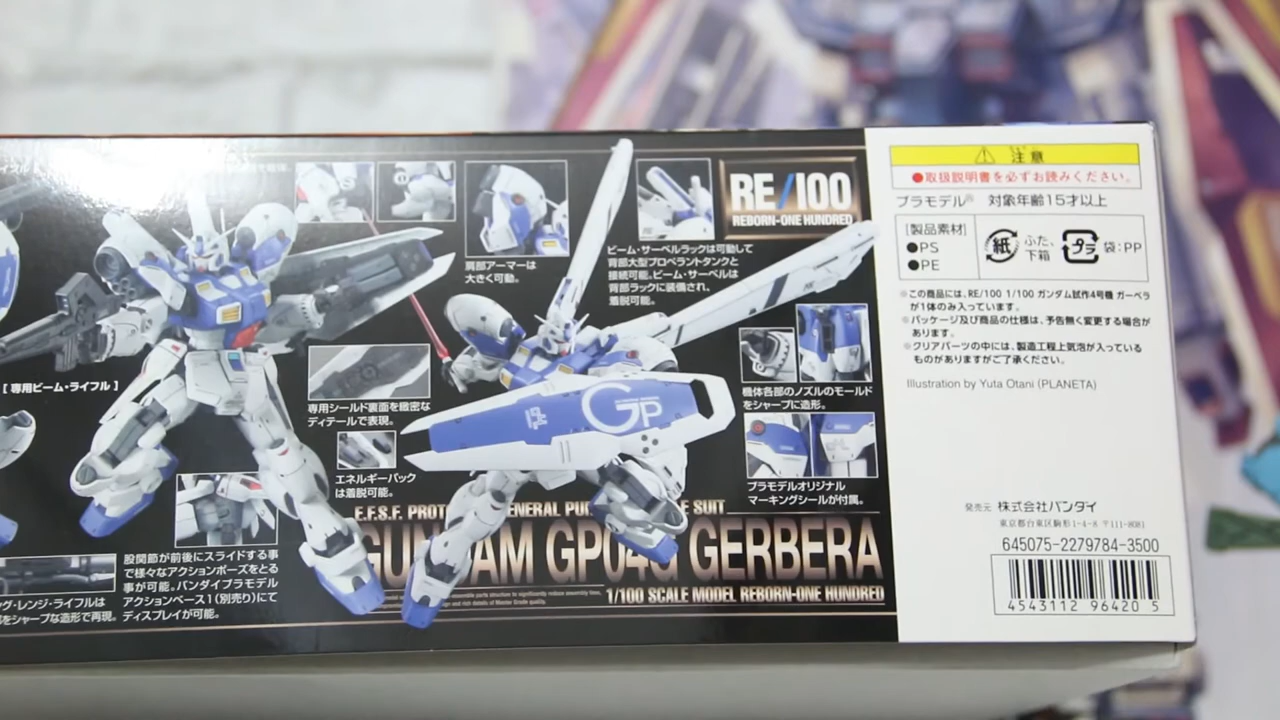 RE/100
REBORN-ONE HUNDRED
肩部アーマーは
大きく可動。
ビーム・サーベルラックは可動して
背部大型プロペラントタンクと
接続可能。ビーム・サーベルは
背部ラックに装備され、
着脱可能。
[ 専用ビーム・ライフル ]
専用シールド裏面を緻密な
ディテールで表現。
エネルギーパック
は着脱可能。
GP
機体各部のノズルのモールド
をシャープに造形。
プラモデルオリジナル
マーキングシールが付属。
股関節が前後にスライドする事
で様々なアクションポーズをとる
事が可能。バンダイプラモデル
アクションベース1(別売り)にて
ディスプレイが可能。
グ・レンジ・ライフルは
シャープな造形で再現。
E.F.S.F. GENERAL SUIT
GUNDAM GP04G GERBERA
1/100 SCALE MODEL REBORN-ONE HUNDRED
⚠ 注意
●取扱説明書を必ずお読みください。
プラモデル® 対象年齢15才以上
[製品素材]
●PS
●PE
紙 ふた、
下箱
プラ 袋:PP
※この商品には、RE/100 1/100 ガンダム試作4号機 ガーベラ
が1体のみ入っています。
※パッケージ及び商品の仕様は、予告無く変更する場合が
あります。
※クリアパーツの中には、製造工程上気泡が入っている
ものがありますがご了承ください。
Illustration by Yuta Otani (PLANETA)
発売元 株式会社バンダイ
東京都台東区駒形1-4-8 〒111-8081
645075-2279784-3500
4543112 96420 5